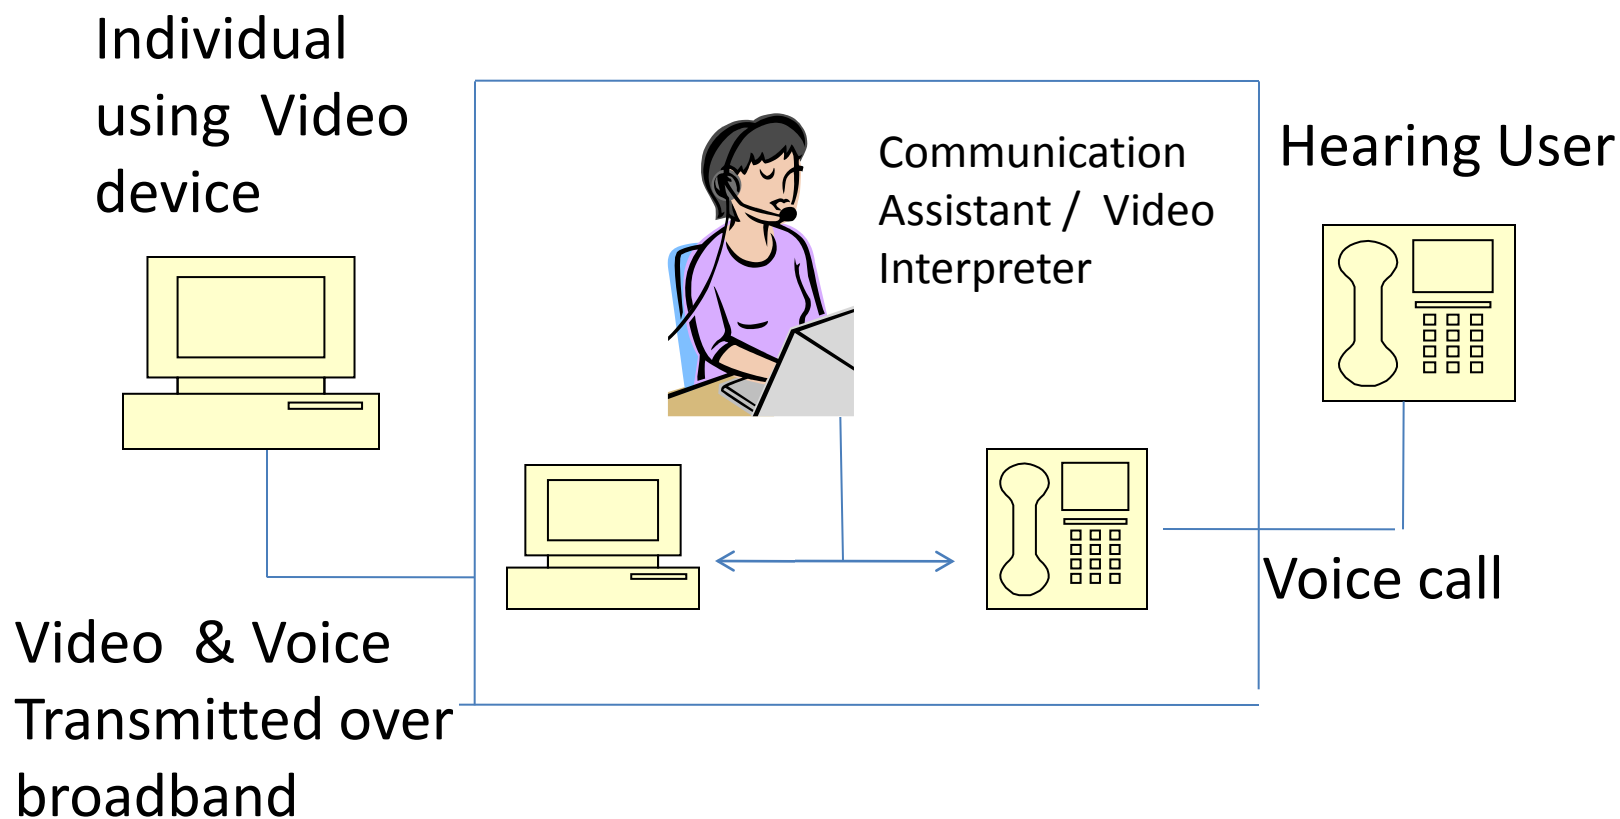 Individual
using  Video
device
Communication
Assistant /  Video
Interpreter
Hearing User
Voice call
Video  & Voice
Transmitted over
broadband